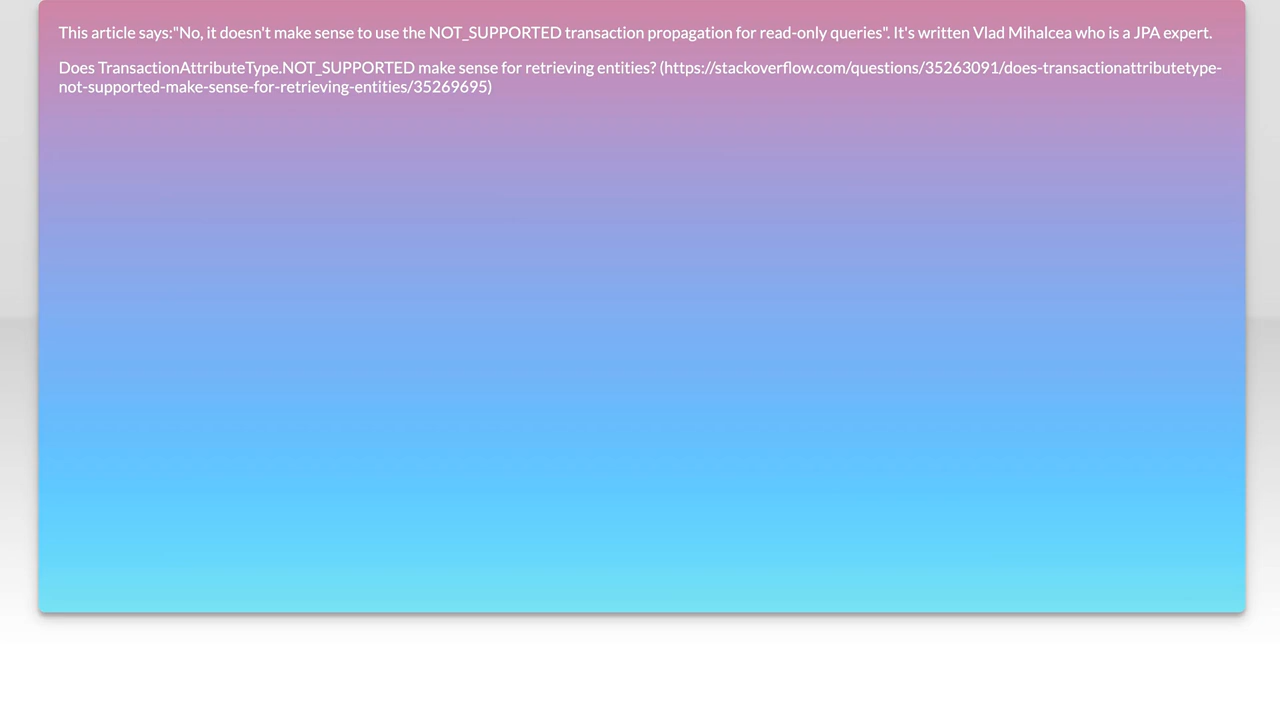 This article says:"No, it doesn't make sense to use the NOT_SUPPORTED transaction propagation for read-only queries". It's written Vlad Mihalcea who is a JPA expert.
Does TransactionAttributeType.NOT_SUPPORTED make sense for retrieving entities? (https://stackoverflow.com/questions/35263091/does-transactionattributetype-
not-supported-make-sense-for-retrieving-entities/35269695)